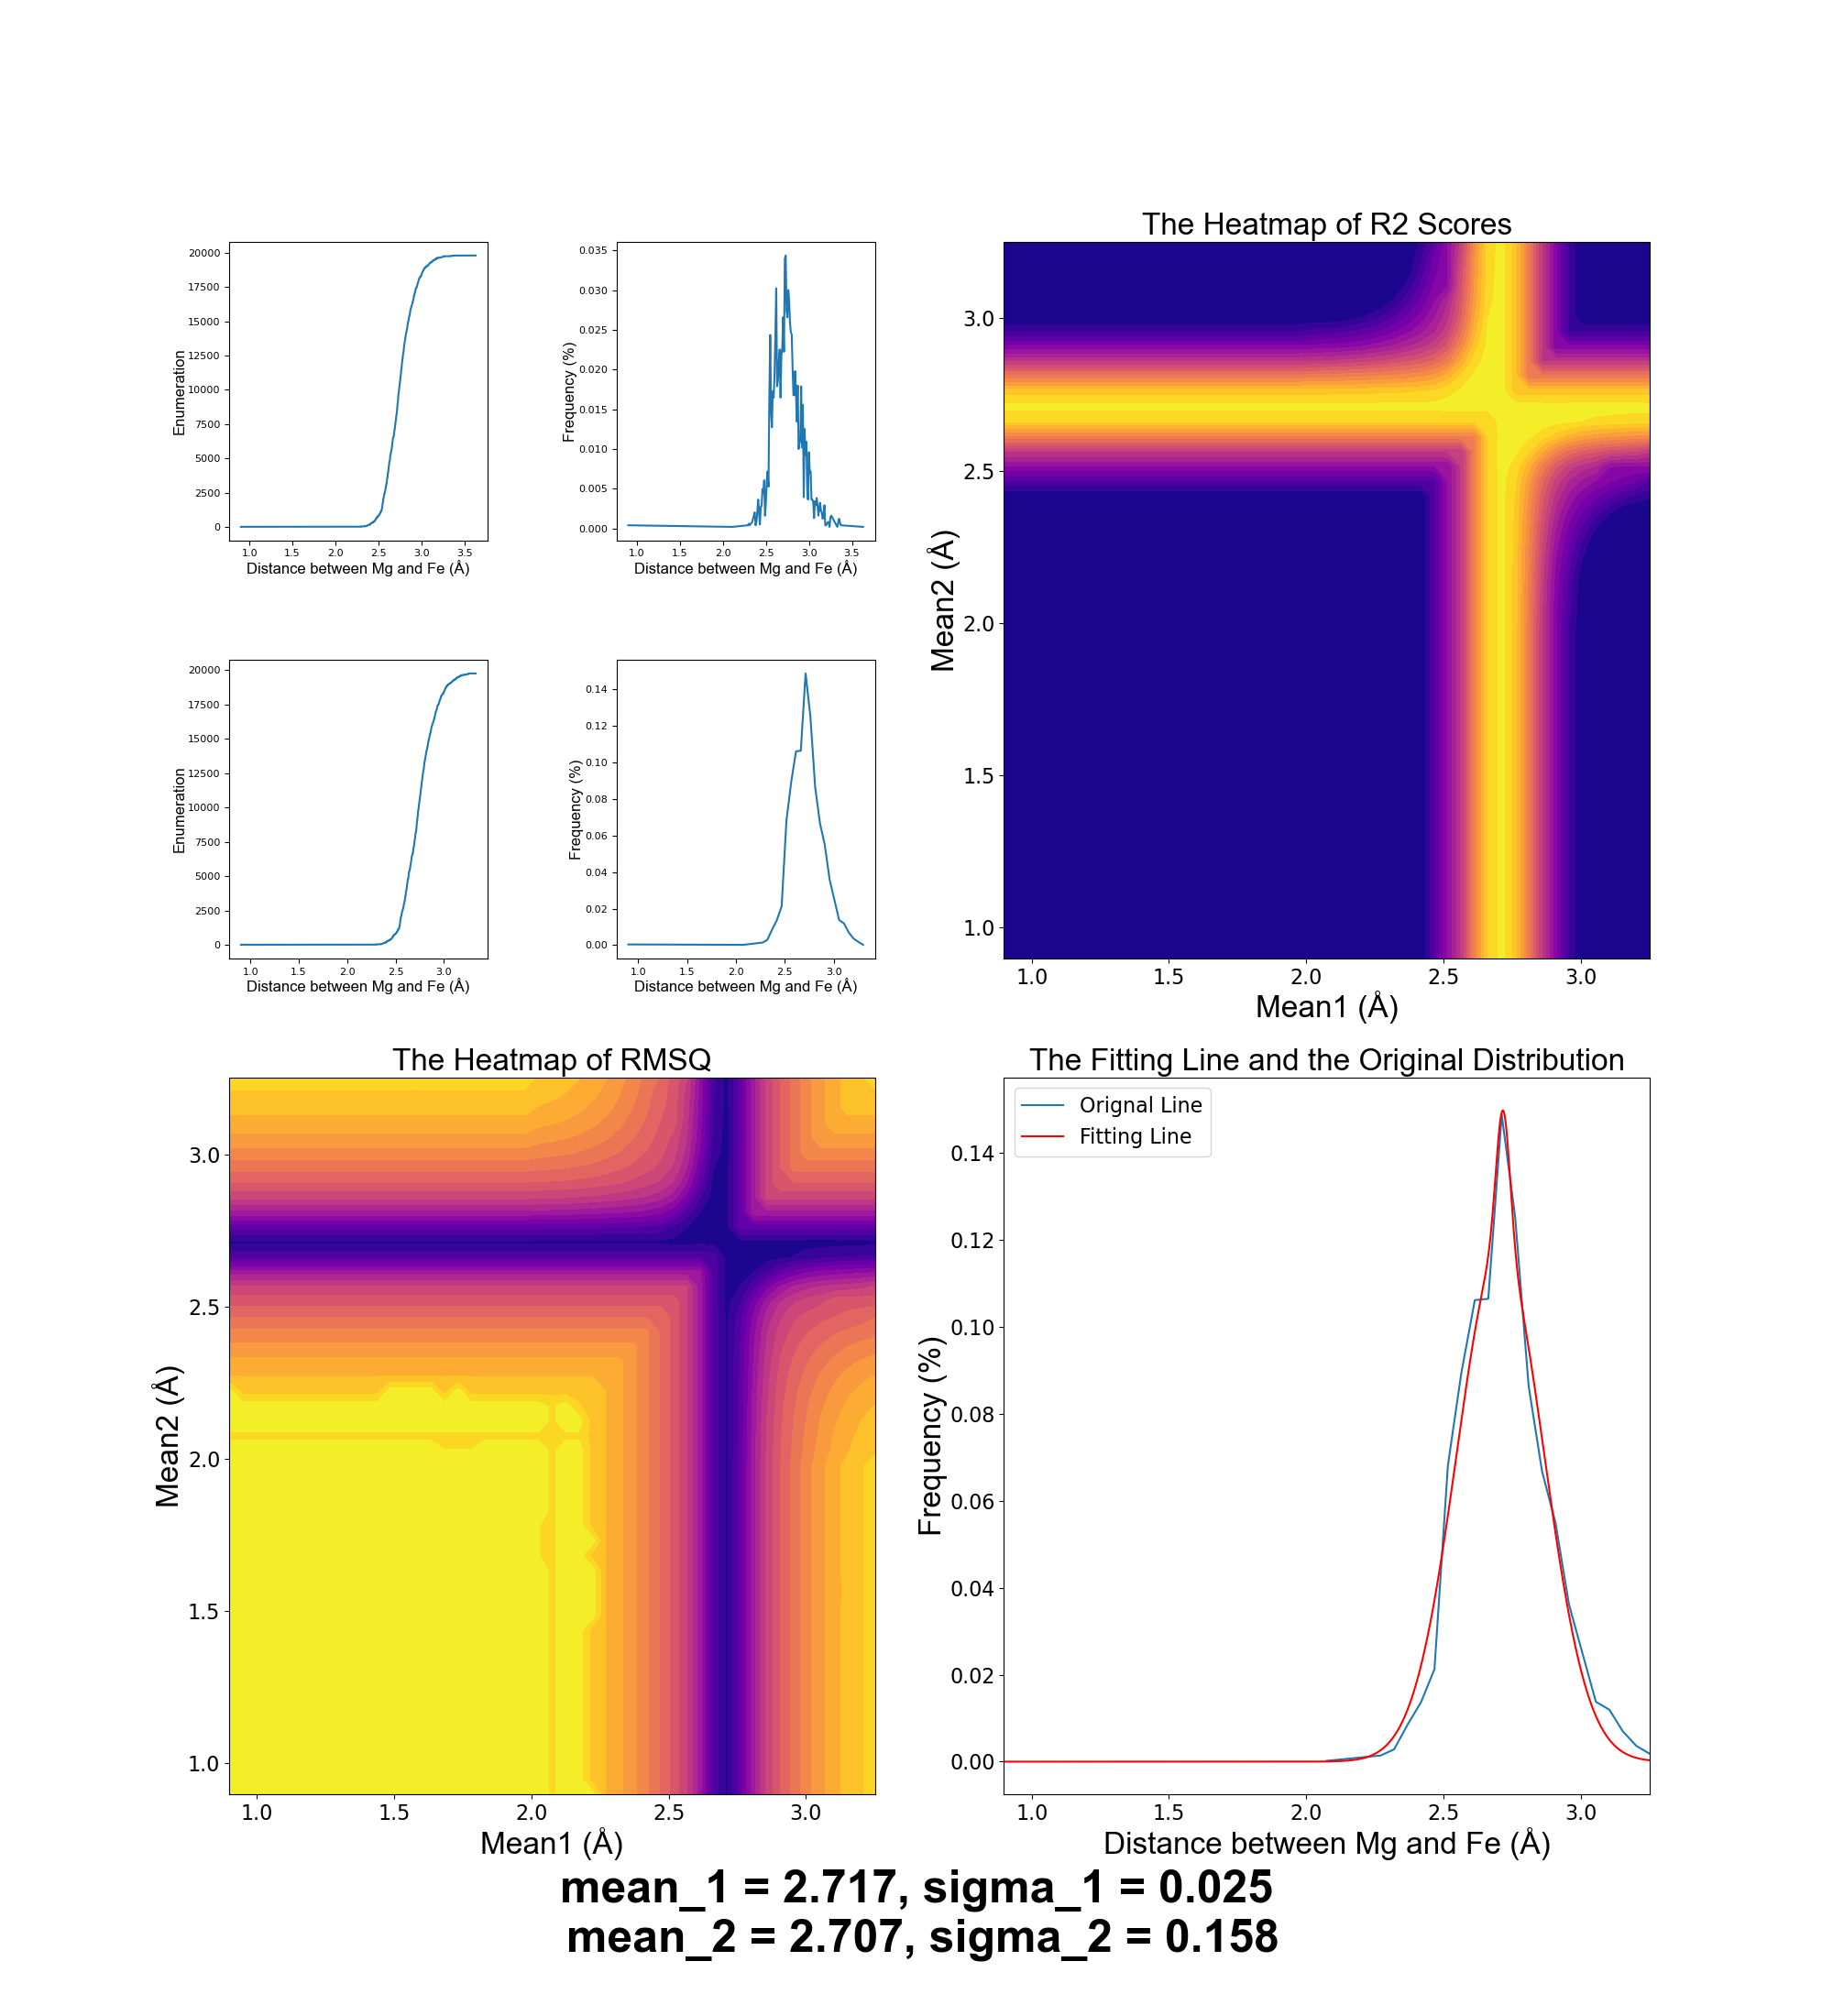 20000
17500
15000
12500
10000
7500
5000
2500
0
Enumeration
1.0 1.5 2.0 2.5 3.0 3.5
Distance between Mg and Fe (Å)
0.035
0.030
0.025
0.020
0.015
0.010
0.005
0.000
Frequency (%)
1.0 1.5 2.0 2.5 3.0 3.5
Distance between Mg and Fe (Å)
The Heatmap of R2 Scores
3.0
2.5
2.0
1.5
1.0
Mean2 (Å)
1.0 1.5 2.0 2.5 3.0
Mean1 (Å)
20000
17500
15000
12500
10000
7500
5000
2500
0
Enumeration
1.0 1.5 2.0 2.5 3.0
Distance between Mg and Fe (Å)
0.14
0.12
0.10
0.08
0.06
0.04
0.02
0.00
Frequency (%)
1.0 1.5 2.0 2.5 3.0
Distance between Mg and Fe (Å)
The Heatmap of RMSQ
3.0
2.5
2.0
1.5
1.0
Mean2 (Å)
1.0 1.5 2.0 2.5 3.0
Mean1 (Å)
The Fitting Line and the Original Distribution
Orignal Line
Fitting Line
0.14
0.12
0.10
0.08
0.06
0.04
0.02
0.00
Frequency (%)
1.0 1.5 2.0 2.5 3.0
Distance between Mg and Fe (Å)
mean_1 = 2.717, sigma_1 = 0.025
mean_2 = 2.707, sigma_2 = 0.158